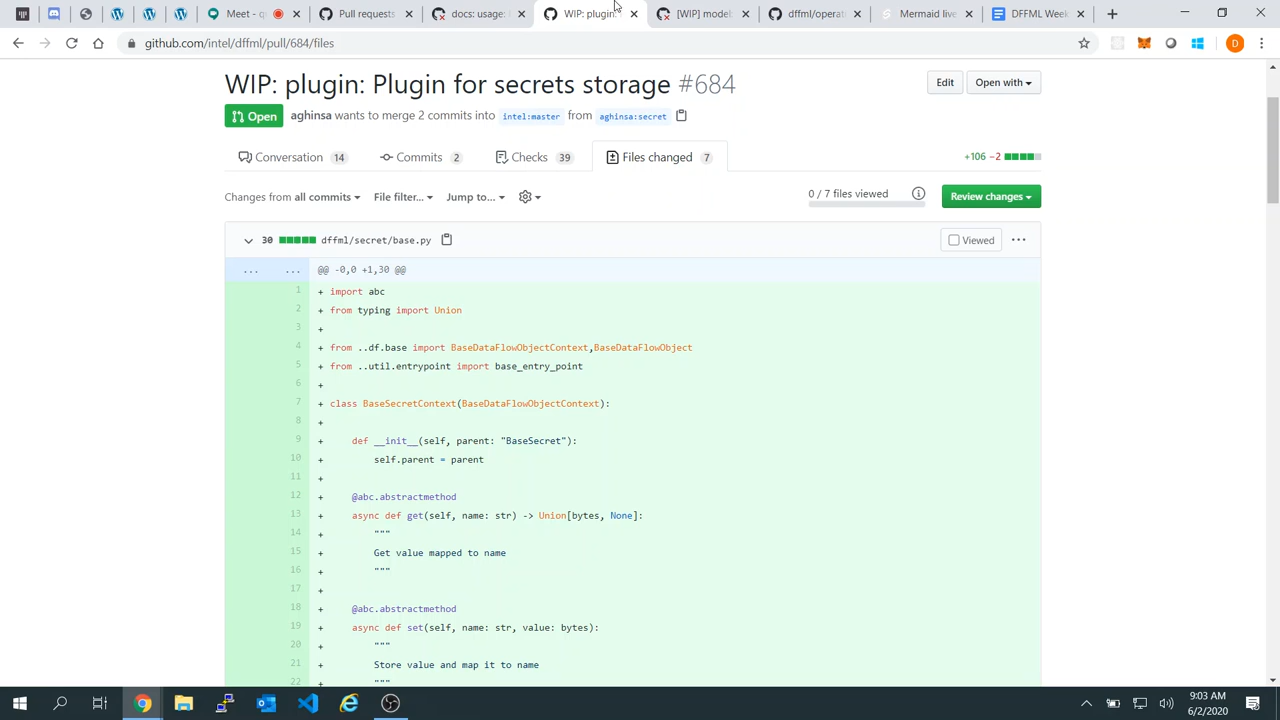 Meet - q
Pull requests
docs: usage:
WIP: plugin:
[WIP] mode
dffml/operat
Mermaid live
DFFML Week
github.com/intel/dffml/pull/684/files
D
WIP: plugin: Plugin for secrets storage #684
Edit
Open with
Open
aghinsa wants to merge 2 commits into intel:master from aghinsa:secret
Conversation 14
Commits 2
Checks 39
Files changed 7
+106 −2
Changes from all commits
File filter...
Jump to...
0 / 7 files viewed
Review changes
30 dffml/secret/base.py
Viewed
... ... @@ -0,0 +1,30 @@
1 + import abc
2 + from typing import Union
3 +
4 + from ..df.base import BaseDataFlowObjectContext,BaseDataFlowObject
5 + from ..util.entrypoint import base_entry_point
6 +
7 + class BaseSecretContext(BaseDataFlowObjectContext):
8 +
9 + def __init__(self, parent: "BaseSecret"):
10 + self.parent = parent
11 +
12 + @abc.abstractmethod
13 + async def get(self, name: str) -> Union[bytes, None]:
14 + """
15 + Get value mapped to name
16 + """
17 +
18 + @abc.abstractmethod
19 + async def set(self, name: str, value: bytes):
20 + """
21 + Store value and map it to name
22 + """
9:03 AM
6/2/2020